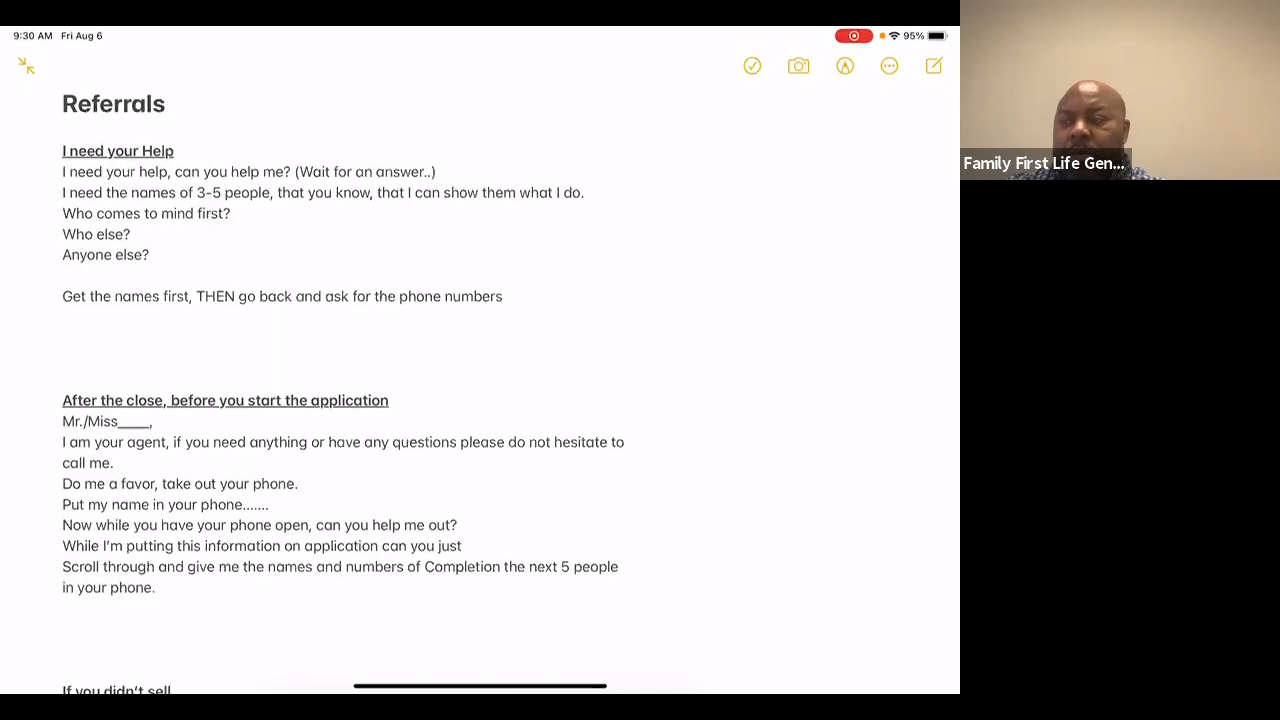 9:30 AM Fri Aug 6
95%
Referrals
I need your Help
I need your help, can you help me? (Wait for an answer..)
I need the names of 3-5 people, that you know, that I can show them what I do.
Who comes to mind first?
Who else?
Anyone else?
Get the names first, THEN go back and ask for the phone numbers
After the close, before you start the application
Mr./Miss____,
I am your agent, if you need anything or have any questions please do not hesitate to
call me.
Do me a favor, take out your phone.
Put my name in your phone.......
Now while you have your phone open, can you help me out?
While I'm putting this information on application can you just
Scroll through and give me the names and numbers of Completion the next 5 people
in your phone.
If you didn't sell
Family First Life Gen...